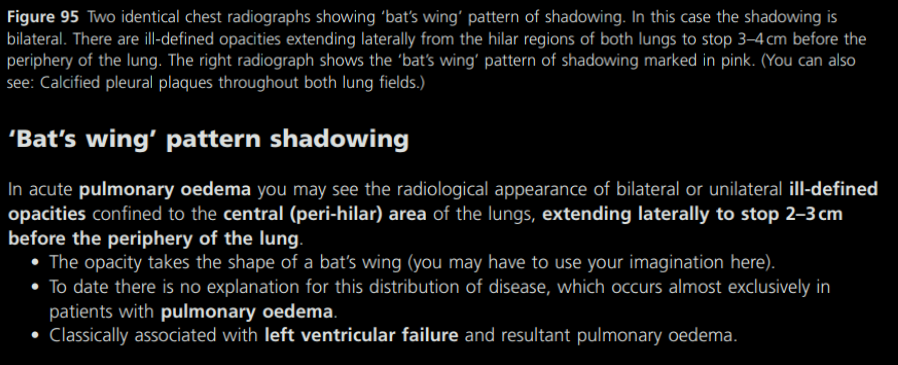 Figure 95 Two identical chest radiographs showing ‘bat’s wing’ pattern of shadowing. In this case the shadowing is
bilateral. There are ill-defined opacities extending laterally from the hilar regions of both lungs to stop 3–4 cm before the
periphery of the lung. The right radiograph shows the ‘bat’s wing’ pattern of shadowing marked in pink. (You can also
see: Calcified pleural plaques throughout both lung fields.)
‘Bat’s wing’ pattern shadowing
In acute pulmonary oedema you may see the radiological appearance of bilateral or unilateral ill-defined
opacities confined to the central (peri-hilar) area of the lungs, extending laterally to stop 2–3 cm
before the periphery of the lung.
• The opacity takes the shape of a bat’s wing (you may have to use your imagination here).
• To date there is no explanation for this distribution of disease, which occurs almost exclusively in
patients with pulmonary oedema.
• Classically associated with left ventricular failure and resultant pulmonary oedema.